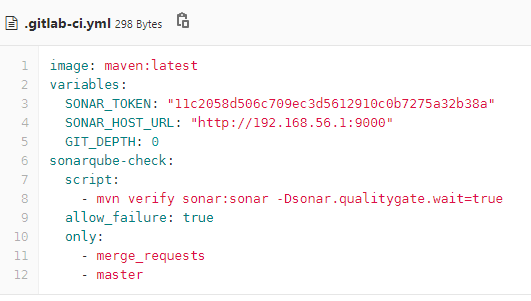 .gitlab-ci.yml 298 Bytes
1 image: maven:latest
2 variables:
3   SONAR_TOKEN: "11c2058d506c709ec3d5612910c0b7275a32b38a"
4   SONAR_HOST_URL: "http://192.168.56.1:9000"
5   GIT_DEPTH: 0
6 sonarqube-check:
7   script:
8     - mvn verify sonar:sonar -Dsonar.qualitygate.wait=true
9   allow_failure: true
10   only:
11     - merge_requests
12     - master